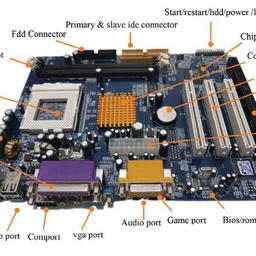 Start/restart/hdd/power /l
Primary & slave ide connector
Fdd Connector
Chip
ot
Co
Bios/rom
Game port
Audio port
vga port
Comport
o port